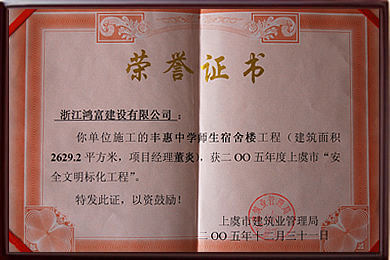 荣誉证书
浙江鸿富建设有限公司：
你单位施工的丰惠中学师生宿舍楼工程（建筑面积
2629.2 平方米，项目经理董炎），获二OO五年度上虞市“安
全文明标化工程”。
特发此证，以资鼓励！
上虞市建筑业管理局
二OO五年十二月三十一日